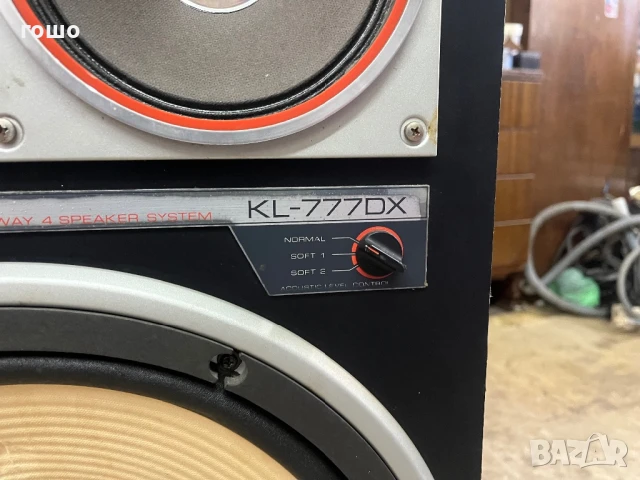 гошо
WAY 4 SPEAKER SYSTEM
KL-777DX
NORMAL
SOFT 1
SOFT 2
ACOUSTIC LEVEL CONTROL
BAZAR